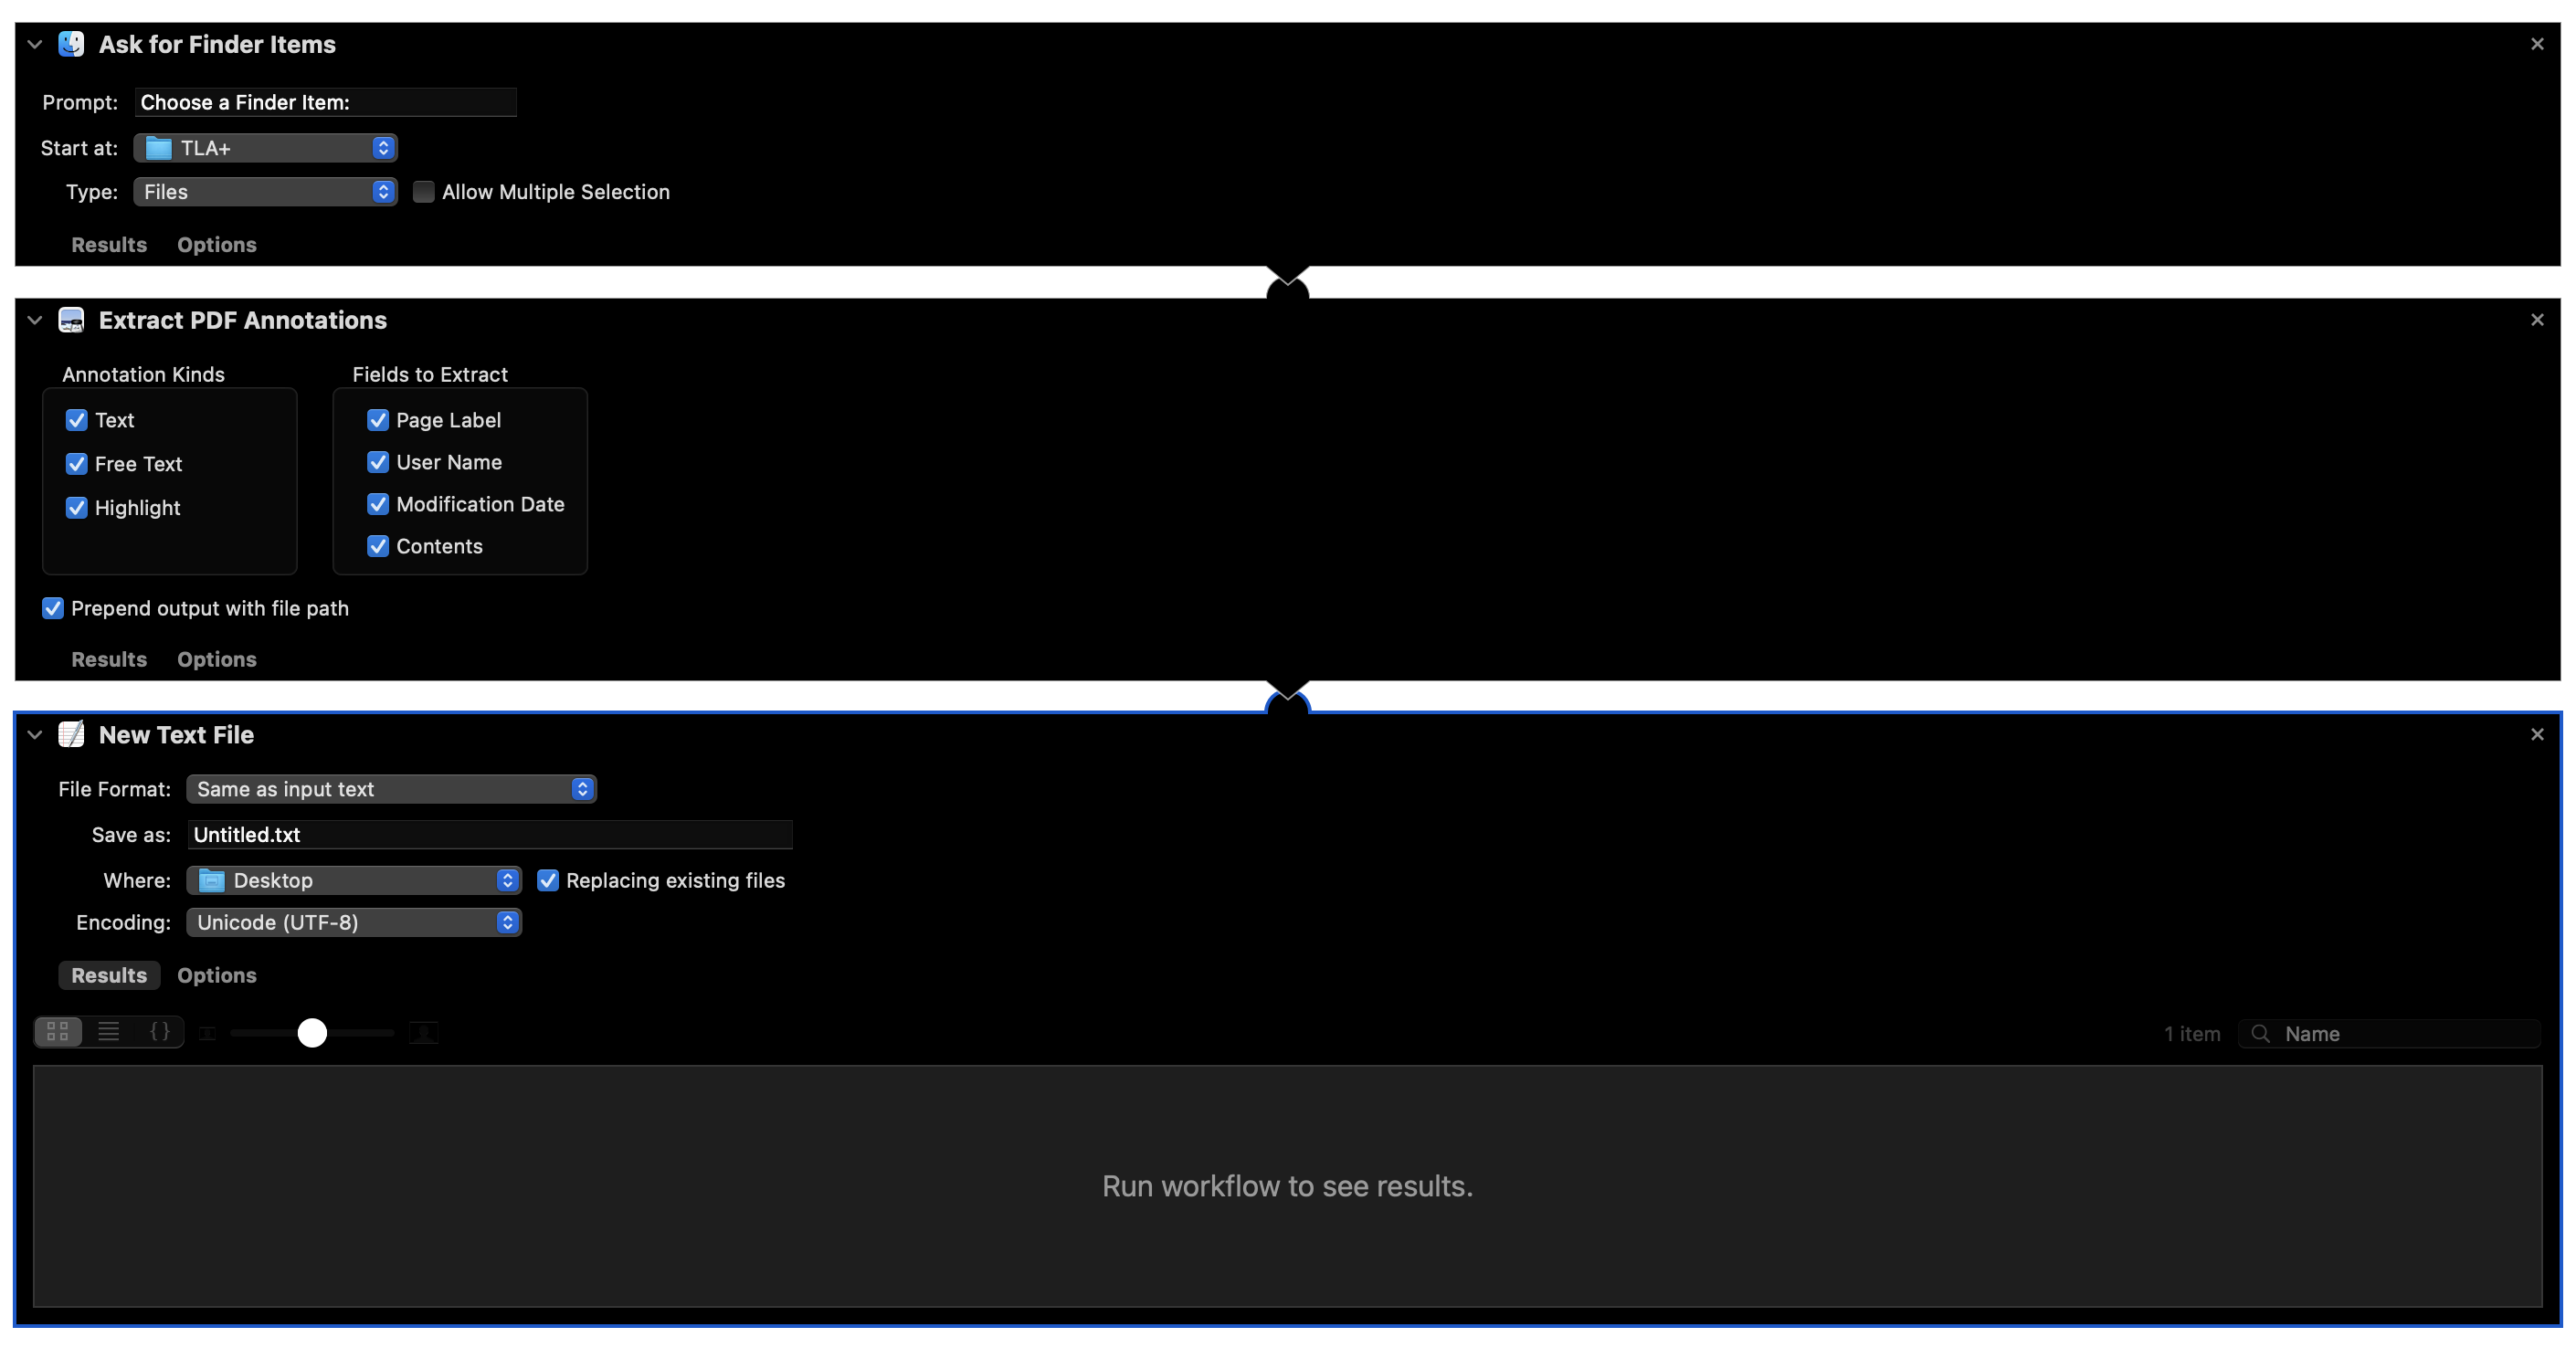 Ask for Finder Items
Prompt: Choose a Finder Item:
Start at: TLA+
Type: Files Allow Multiple Selection
Results Options
Extract PDF Annotations
Annotation Kinds Fields to Extract
Text Page Label
Free Text User Name
Highlight Modification Date
Contents
Prepend output with file path
Results Options
New Text File
File Format: Same as input text
Save as: Untitled.txt
Where: Desktop Replacing existing files
Encoding: Unicode (UTF-8)
Results Options
1 item Name
Run workflow to see results.